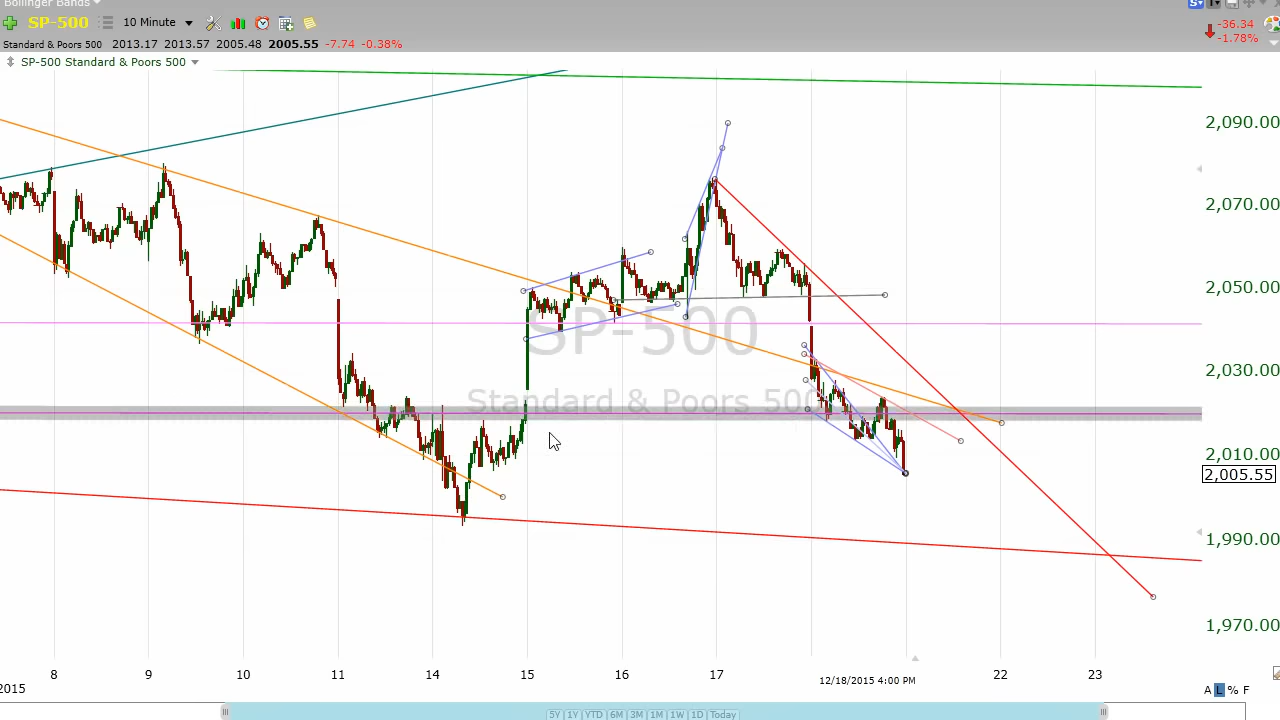 Bollinger Bands
SP-500 10 Minute
Standard & Poors 500 2013.17 2013.57 2005.48 2005.55 -7.74 -0.38%
-36.34
-1.78%
SP-500 Standard & Poors 500
2,090.00
2,070.00
2,050.00
SP-500
2,030.00
Standard & Poors 500
2,010.00
2,005.55
1,990.00
1,970.00
8 9 10 11 14 15 16 17 22 23
2015
12/18/2015 4:00 PM
A L % F
5Y 1Y YTD 6M 3M 1M 1W 1D Today